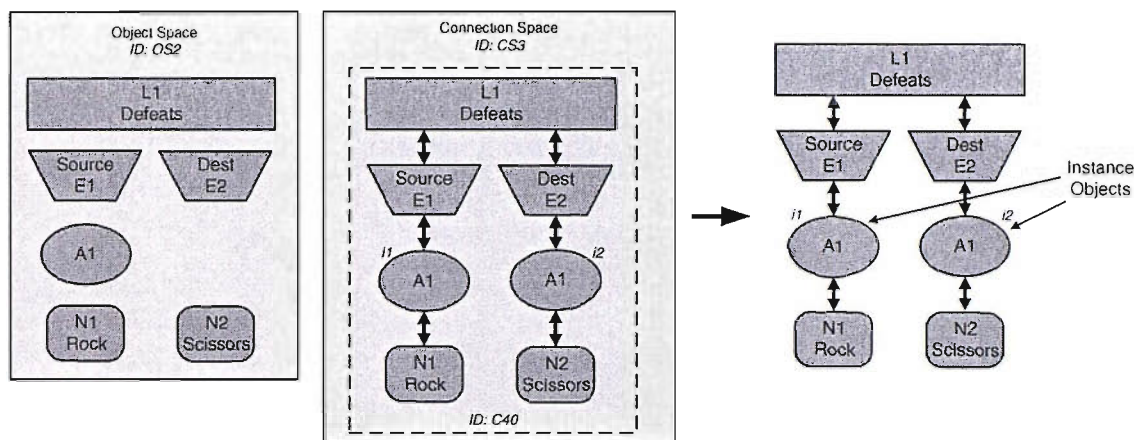 Object Space
ID: OS2
L1
Defeats
Source
E1
Dest
E2
A1
N1
Rock
N2
Scissors
Connection Space
ID: CS3
L1
Defeats
Source
E1
Dest
E2
i1
A1
i2
A1
N1
Rock
N2
Scissors
ID: C40
L1
Defeats
Source
E1
Dest
E2
Instance
Objects
i1
A1
i2
A1
N1
Rock
N2
Scissors